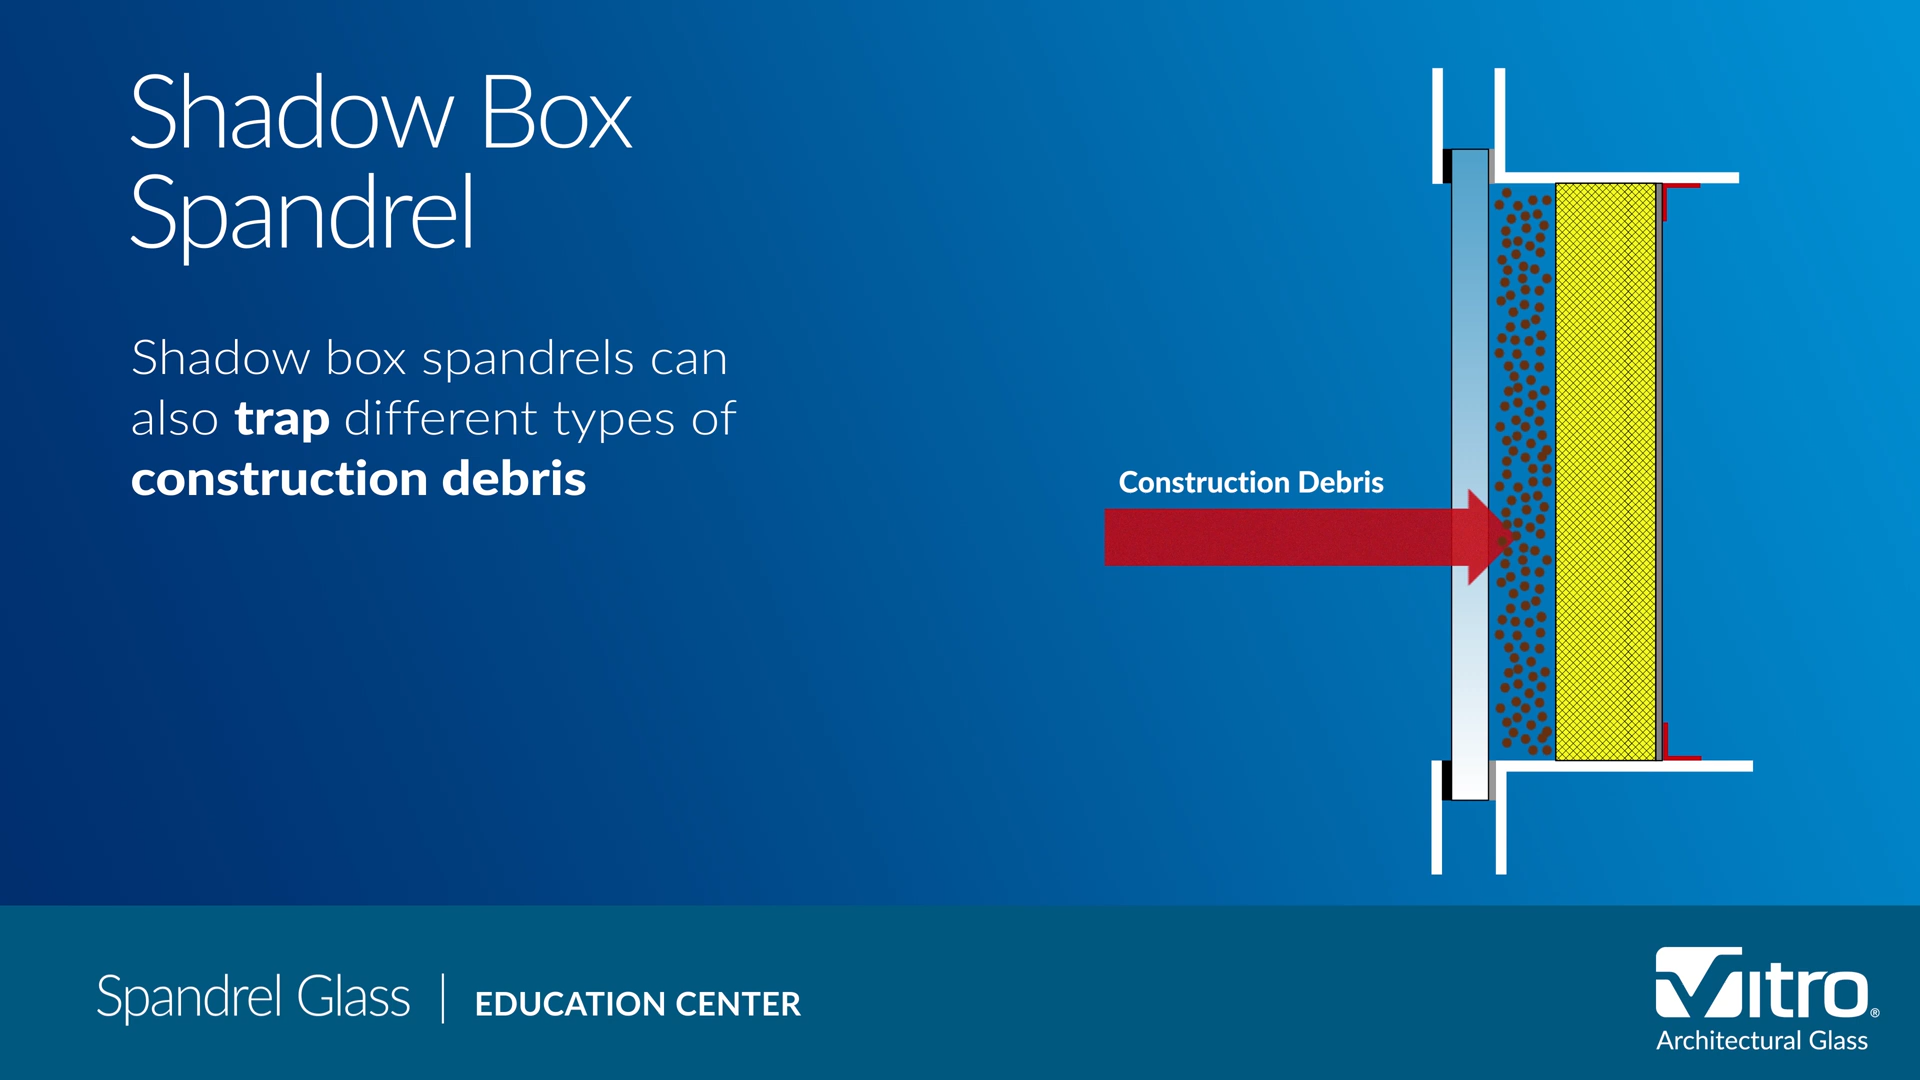 Shadow Box
Spandrel
Shadow box spandrels can
also trap different types of
construction debris
Construction Debris
Spandrel Glass | EDUCATION CENTER
Vitro®
Architectural Glass